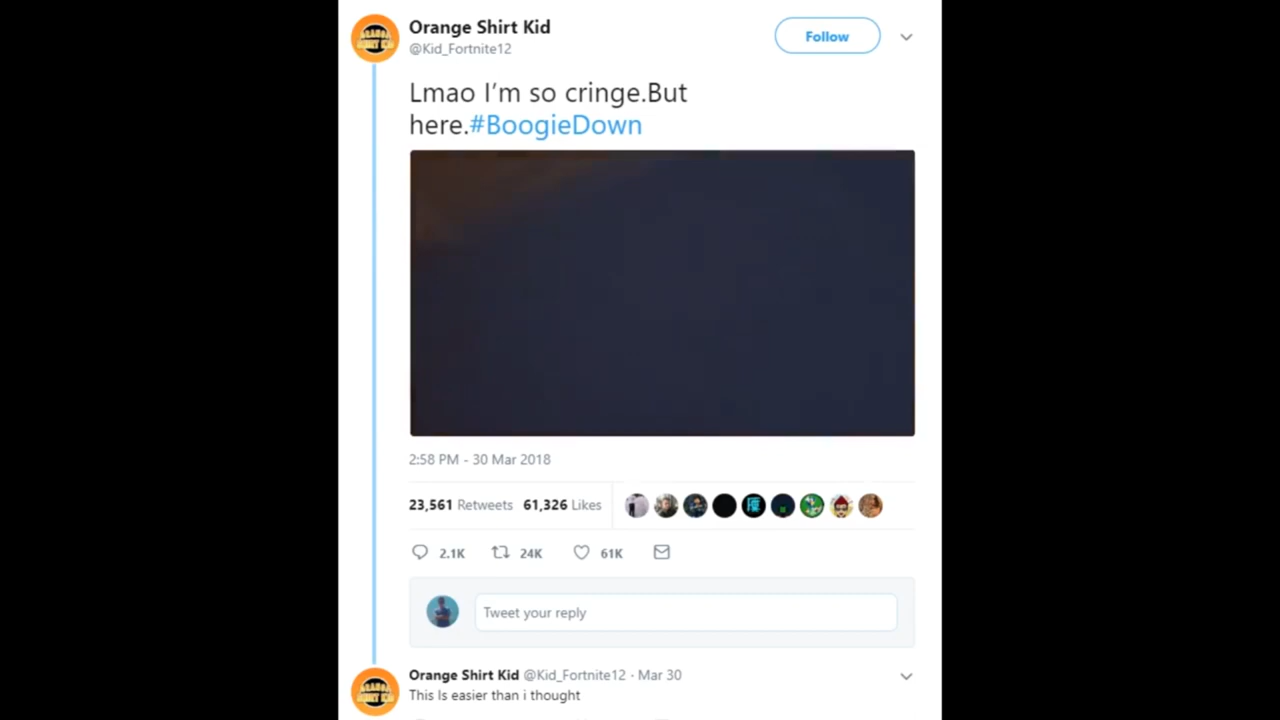 Orange Shirt Kid
@Kid_Fortnite12
Follow
Lmao I'm so cringe.But
here.#BoogieDown
2:58 PM - 30 Mar 2018
23,561 Retweets 61,326 Likes
2.1K 24K 61K
Tweet your reply
Orange Shirt Kid @Kid_Fortnite12 · Mar 30
This Is easier than i thought